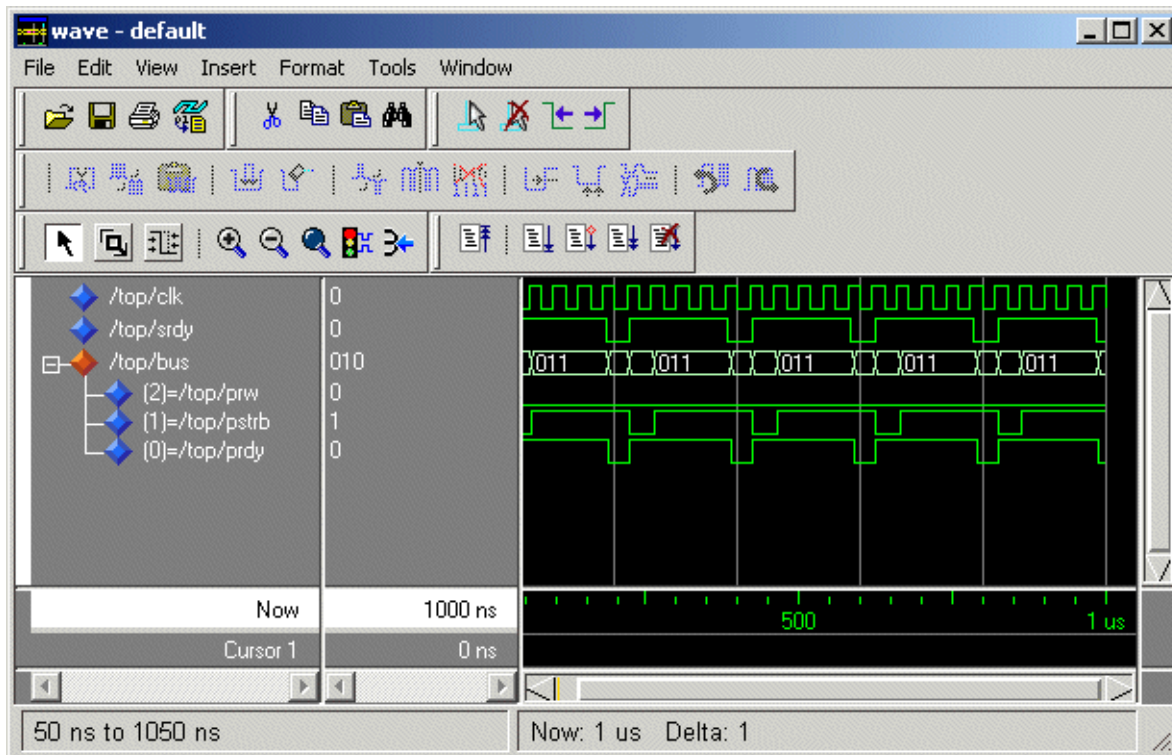 wave - default
File Edit View Insert Format Tools Window
/top/clk 0
/top/srdy 0
/top/bus 010 011 011 011 011 011
(2)=/top/prw 0
(1)=/top/pstrb 1
(0)=/top/prdy 0
Now 1000 ns 500 1 us
Cursor 1 0 ns
50 ns to 1050 ns Now: 1 us Delta: 1